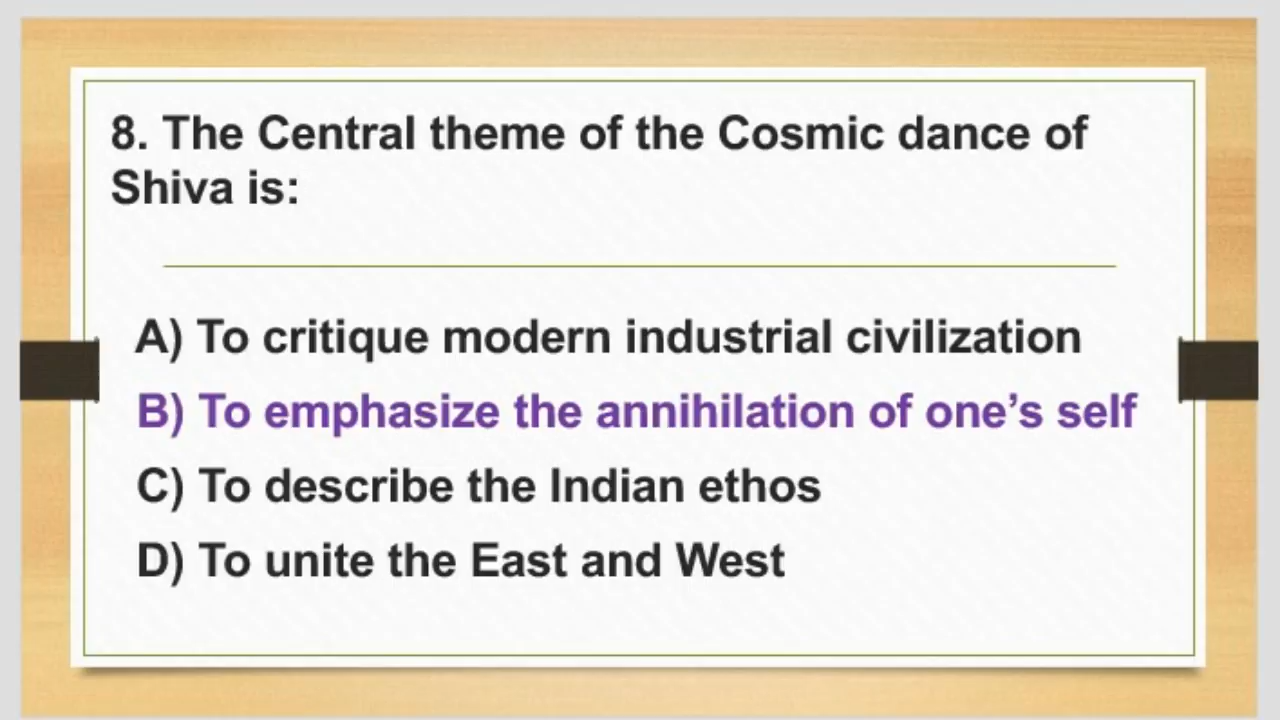 8. The Central theme of the Cosmic dance of
Shiva is:
A) To critique modern industrial civilization
B) To emphasize the annihilation of one’s self
C) To describe the Indian ethos
D) To unite the East and West